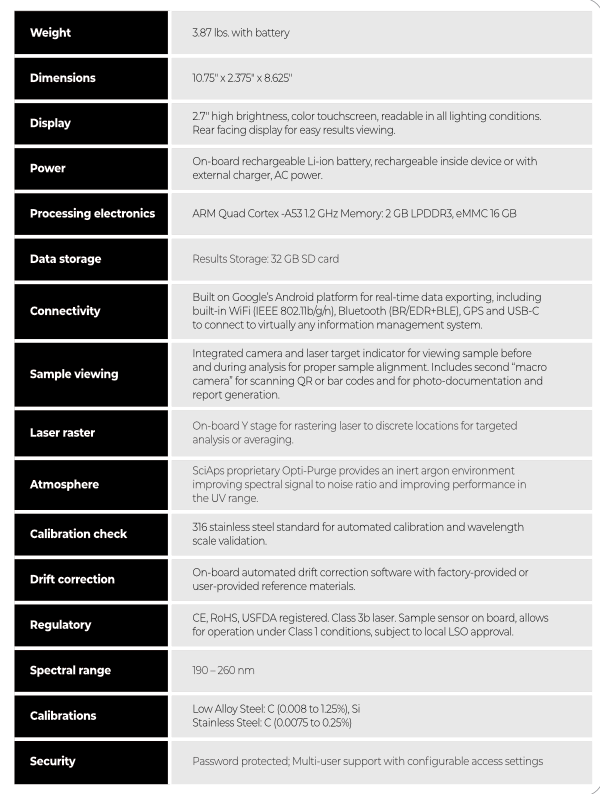 Weight
3.87 lbs. with battery
Dimensions
10.75" x 2.375" x 8.625"
Display
2.7" high brightness, color touchscreen, readable in all lighting conditions.
Rear facing display for easy results viewing.
Power
On-board rechargeable Li-ion battery, rechargeable inside device or with
external charger, AC power.
Processing electronics
ARM Quad Cortex -A53 1.2 GHz Memory: 2 GB LPDDR3, eMMC 16 GB
Data storage
Results Storage: 32 GB SD card
Connectivity
Built on Google's Android platform for real-time data exporting, including
built-in WiFi (IEEE 802.11b/g/n), Bluetooth (BR/EDR+BLE), GPS and USB-C
to connect to virtually any information management system.
Sample viewing
Integrated camera and laser target indicator for viewing sample before
and during analysis for proper sample alignment. Includes second "macro
camera" for scanning QR or bar codes and for photo-documentation and
report generation.
Laser raster
On-board Y stage for rastering laser to discrete locations for targeted
analysis or averaging.
Atmosphere
SciAps proprietary Opti-Purge provides an inert argon environment
improving spectral signal to noise ratio and improving performance in
the UV range.
Calibration check
316 stainless steel standard for automated calibration and wavelength
scale validation.
Drift correction
On-board automated drift correction software with factory-provided or
user-provided reference materials.
Regulatory
CE, RoHS, USFDA registered. Class 3b laser. Sample sensor on board, allows
for operation under Class 1 conditions, subject to local LSO approval.
Spectral range
190 – 260 nm
Calibrations
Low Alloy Steel: C (0.008 to 1.25%), Si
Stainless Steel: C (0.0075 to 0.25%)
Security
Password protected; Multi-user support with configurable access settings